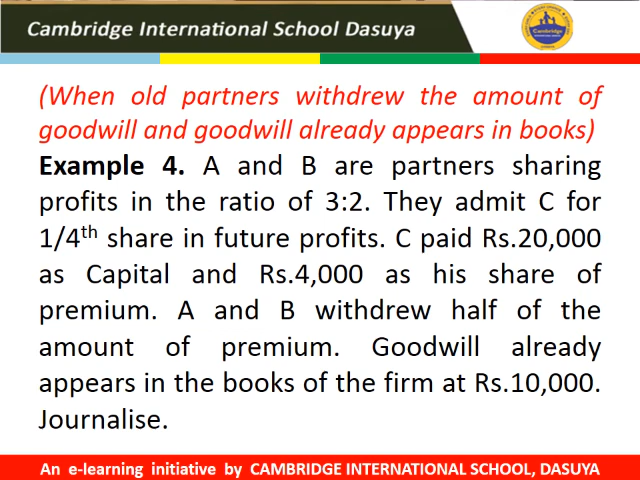 Cambridge International School Dasuya
Cambridge
(When old partners withdrew the amount of
goodwill and goodwill already appears in books)
Example 4. A and B are partners sharing
profits in the ratio of 3:2. They admit C for
1/4th share in future profits. C paid Rs.20,000
as Capital and Rs.4,000 as his share of
premium. A and B withdrew half of the
amount of premium. Goodwill already
appears in the books of the firm at Rs.10,000.
Journalise.
An e-learning initiative by CAMBRIDGE INTERNATIONAL SCHOOL, DASUYA